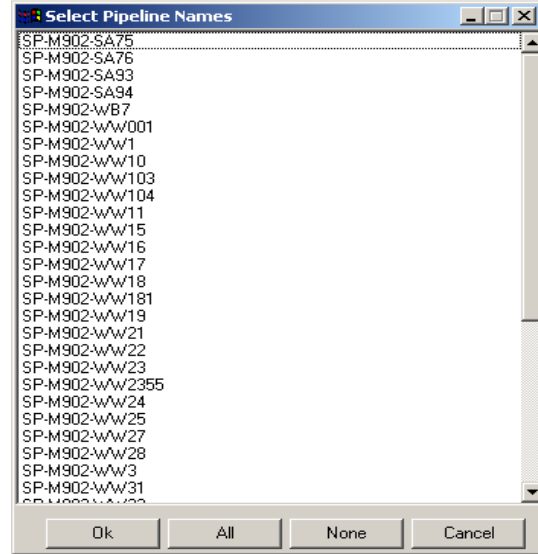 Select Pipeline Names
SP-M902-SA75
SP-M902-SA76
SP-M902-SA93
SP-M902-SA94
SP-M902-WB7
SP-M902-WW001
SP-M902-WW1
SP-M902-WW10
SP-M902-WW103
SP-M902-WW104
SP-M902-WW11
SP-M902-WW15
SP-M902-WW16
SP-M902-WW17
SP-M902-WW18
SP-M902-WW181
SP-M902-WW19
SP-M902-WW21
SP-M902-WW22
SP-M902-WW23
SP-M902-WW2355
SP-M902-WW24
SP-M902-WW25
SP-M902-WW27
SP-M902-WW28
SP-M902-WW3
SP-M902-WW31
Ok All None Cancel